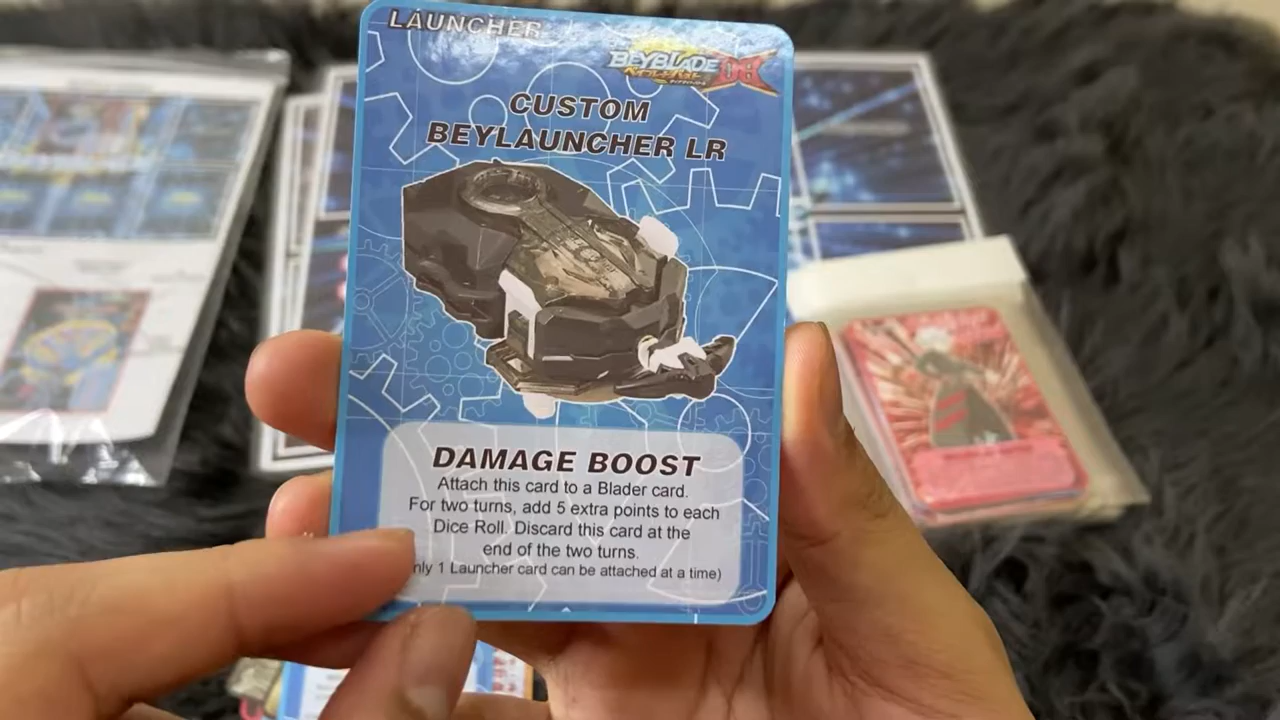 LAUNCHER
BEYBLADE DB
CUSTOM
BEYLAUNCHER LR
DAMAGE BOOST
Attach this card to a Blader card.
For two turns, add 5 extra points to each
Dice Roll. Discard this card at the
end of the two turns.
nly 1 Launcher card can be attached at a time)